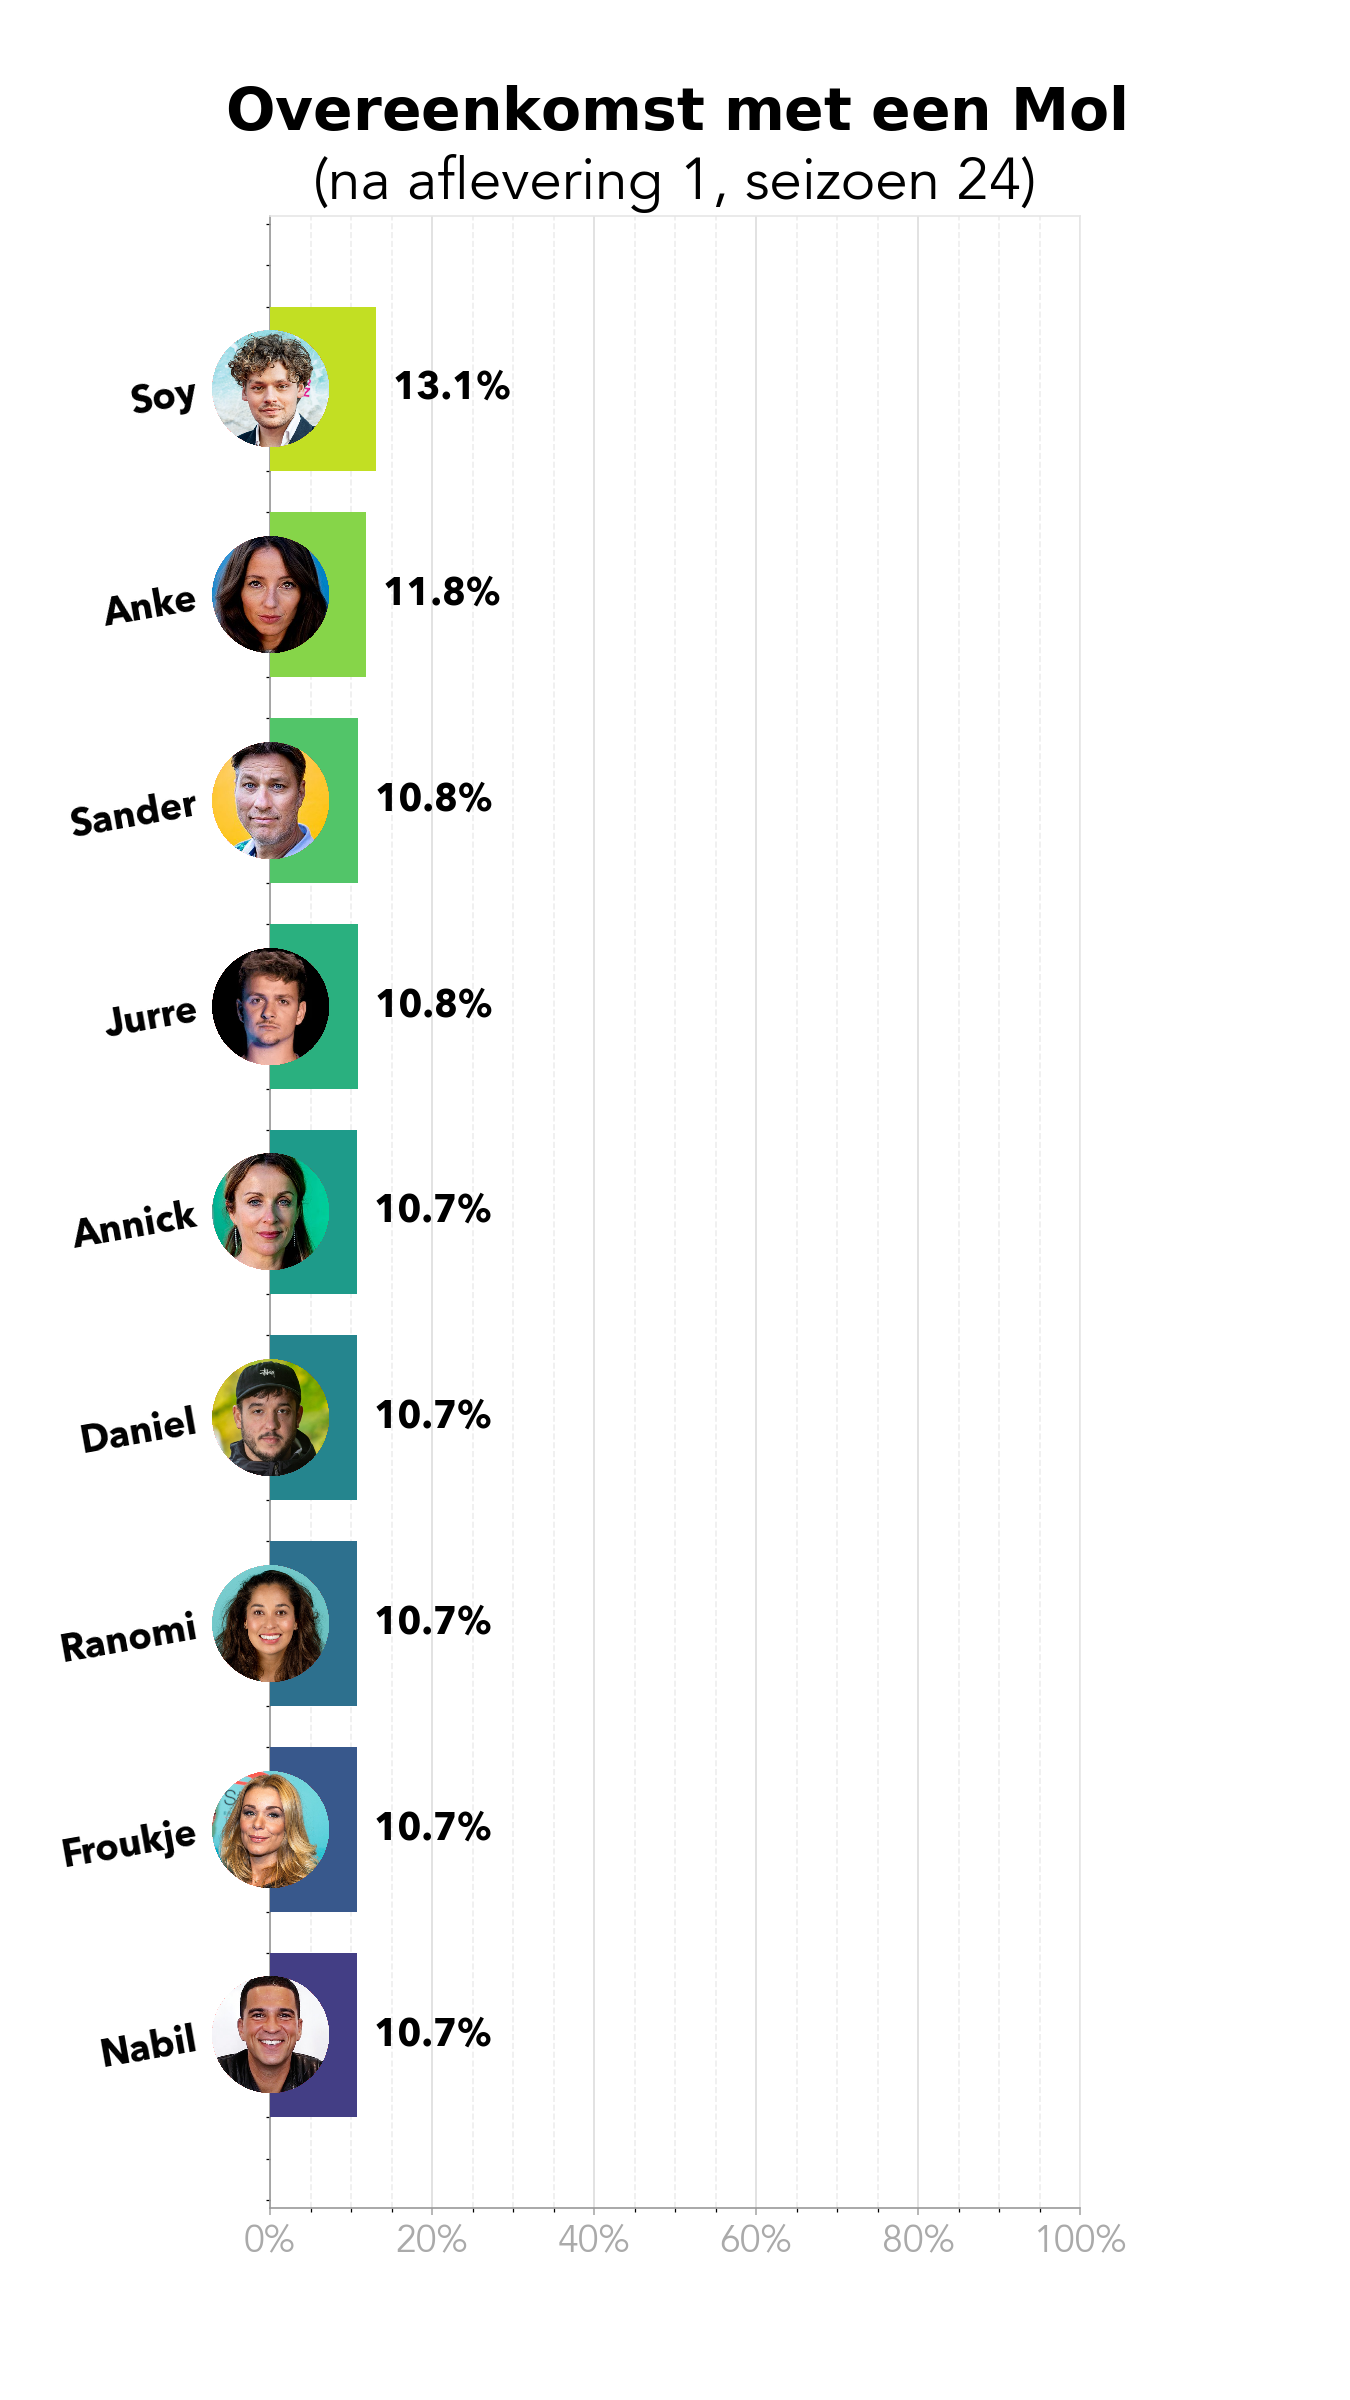 Overeenkomst met een Mol
(na aflevering 1, seizoen 24)
Soy 13.1%
Anke 11.8%
Sander 10.8%
Jurre 10.8%
Annick 10.7%
Daniel 10.7%
Ranomi 10.7%
Froukje 10.7%
Nabil 10.7%
0% 20% 40% 60% 80% 100%